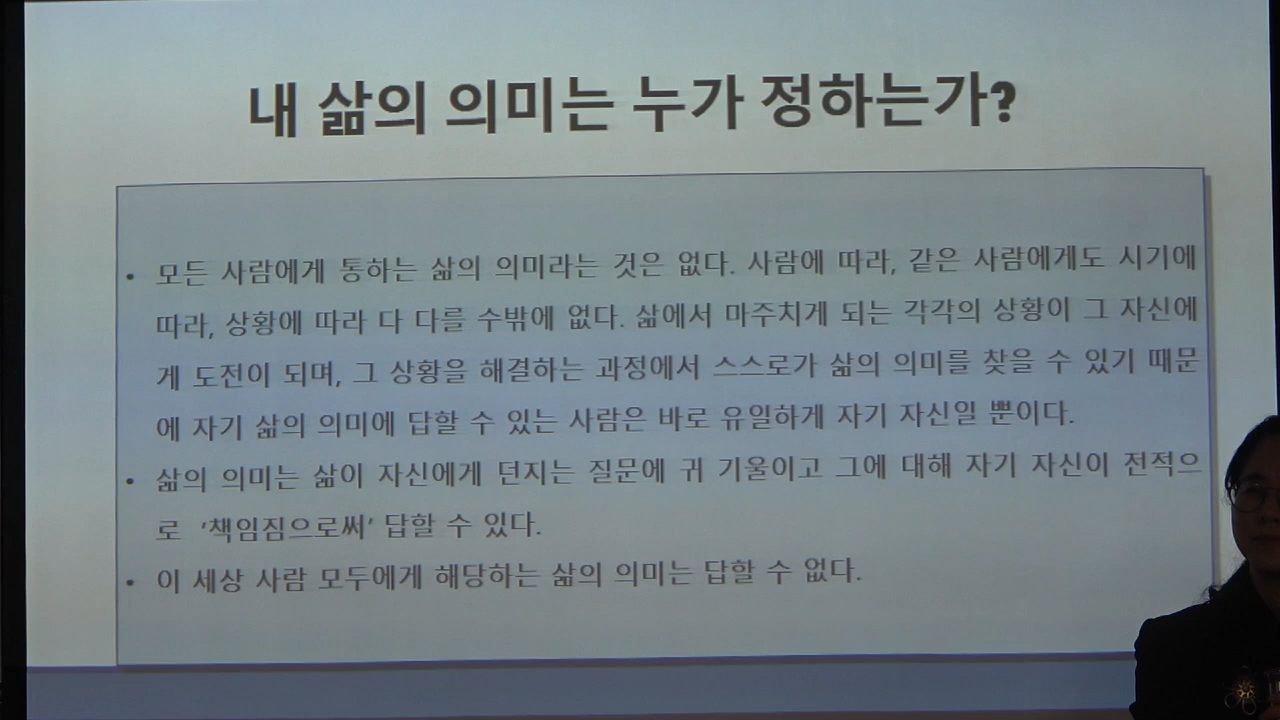 내 삶의 의미는 누가 정하는가?
• 모든 사람에게 통하는 삶의 의미라는 것은 없다. 사람에 따라, 같은 사람에게도 시기에
따라, 상황에 따라 다 다를 수밖에 없다. 삶에서 마주치게 되는 각각의 상황이 그 자신에
게 도전이 되며, 그 상황을 해결하는 과정에서 스스로가 삶의 의미를 찾을 수 있기 때문
에 자기 삶의 의미에 답할 수 있는 사람은 바로 유일하게 자기 자신일 뿐이다.
• 삶의 의미는 삶이 자신에게 던지는 질문에 귀 기울이고 그에 대해 자기 자신이 전적으
로 '책임짐으로써' 답할 수 있다.
• 이 세상 사람 모두에게 해당하는 삶의 의미는 답할 수 없다.